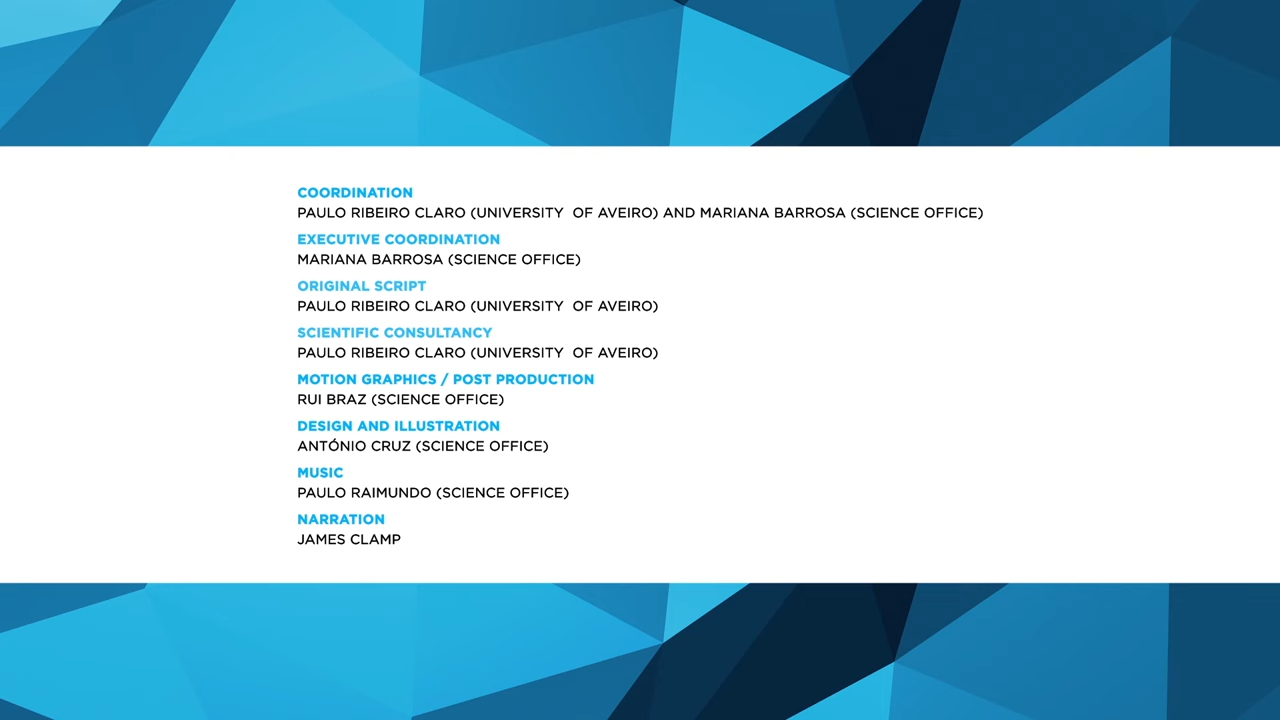 COORDINATION
PAULO RIBEIRO CLARO (UNIVERSITY  OF AVEIRO) AND MARIANA BARROSA (SCIENCE OFFICE)
EXECUTIVE COORDINATION
MARIANA BARROSA (SCIENCE OFFICE)
ORIGINAL SCRIPT
PAULO RIBEIRO CLARO (UNIVERSITY  OF AVEIRO)
SCIENTIFIC CONSULTANCY
PAULO RIBEIRO CLARO (UNIVERSITY  OF AVEIRO)
MOTION GRAPHICS / POST PRODUCTION
RUI BRAZ (SCIENCE OFFICE)
DESIGN AND ILLUSTRATION
ANTÓNIO CRUZ (SCIENCE OFFICE)
MUSIC
PAULO RAIMUNDO (SCIENCE OFFICE)
NARRATION
JAMES CLAMP